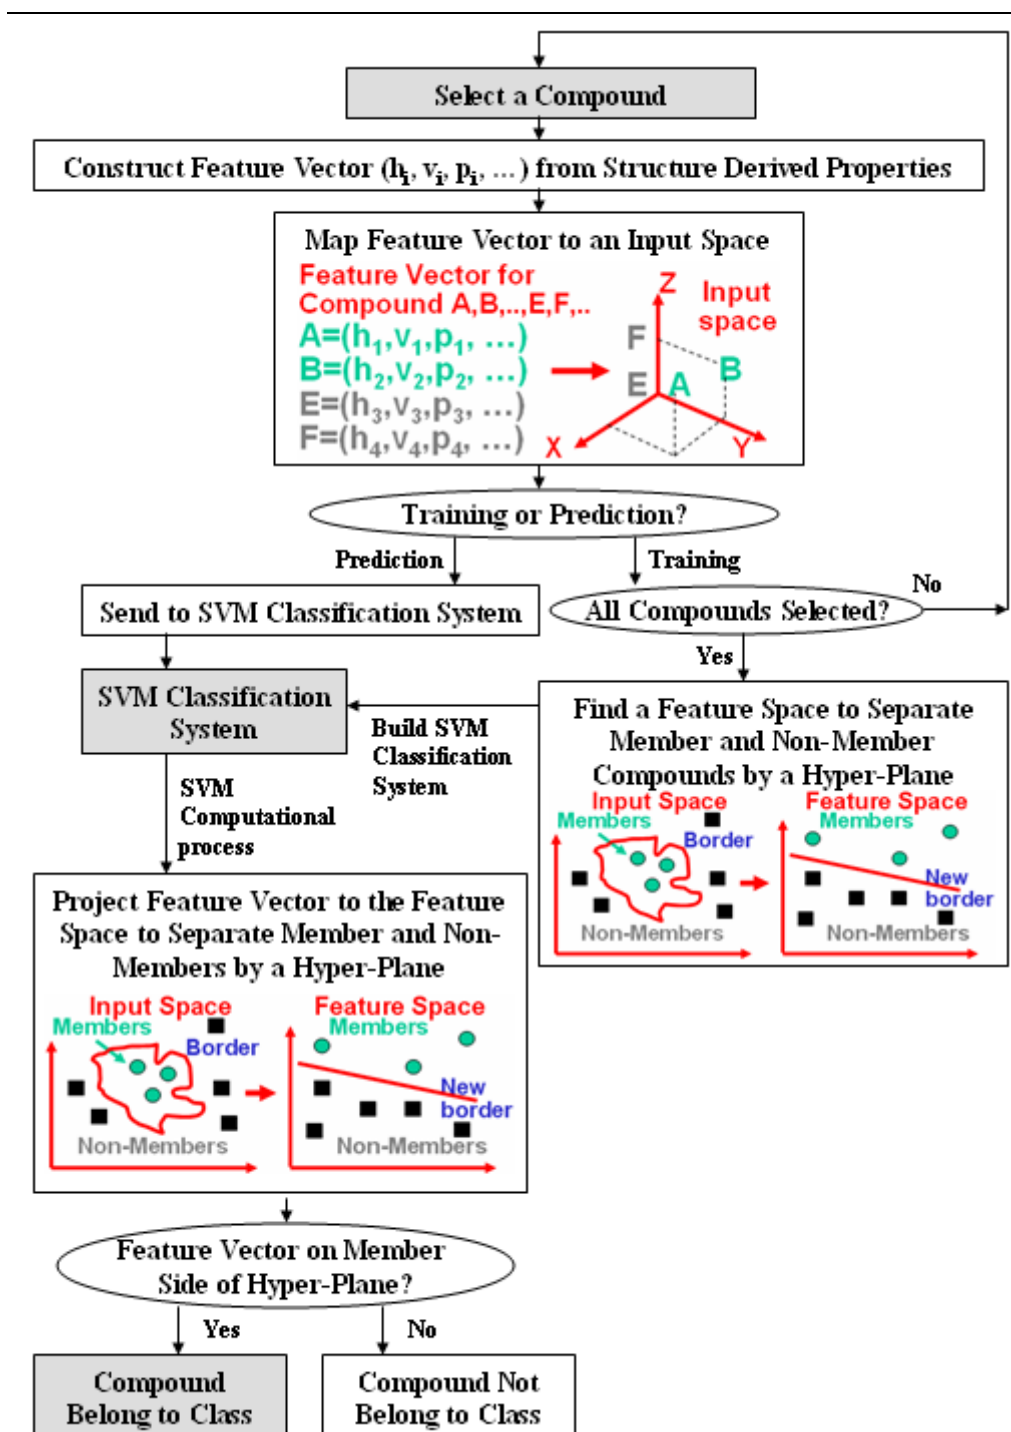 Select a Compound
Construct Feature Vector (hi, vi, pi, ...) from Structure Derived Properties
Map Feature Vector to an Input Space
Feature Vector for
Compound A,B,..,E,F,..
A=(h1,v1,p1, ...)
B=(h2,v2,p2, ...)
E=(h3,v3,p3, ...)
F=(h4,v4,p4, ...)
Z
Input
space
F
B
E
A
X
Y
Training or Prediction?
Prediction
Training
Send to SVM Classification System
All Compounds Selected?
No
Yes
SVM Classification
System
Build SVM
Classification
System
Find a Feature Space to Separate
Member and Non-Member
Compounds by a Hyper-Plane
Input Space
Members
Border
Non-Members
Feature Space
Members
New
border
Non-Members
SVM
Computational
process
Project Feature Vector to the Feature
Space to Separate Member and Non-
Members by a Hyper-Plane
Input Space
Members
Border
Non-Members
Feature Space
Members
New
border
Non-Members
Feature Vector on Member
Side of Hyper-Plane?
Yes
No
Compound
Belong to Class
Compound Not
Belong to Class